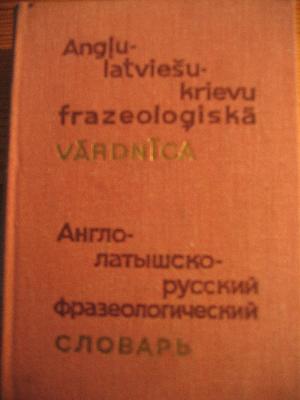 Angļu-
latviešu-
krievu
frazeoloģiskā
VĀRDNĪCA
Англо-
латышско-
русский
фразеологический
СЛОВАРЬ